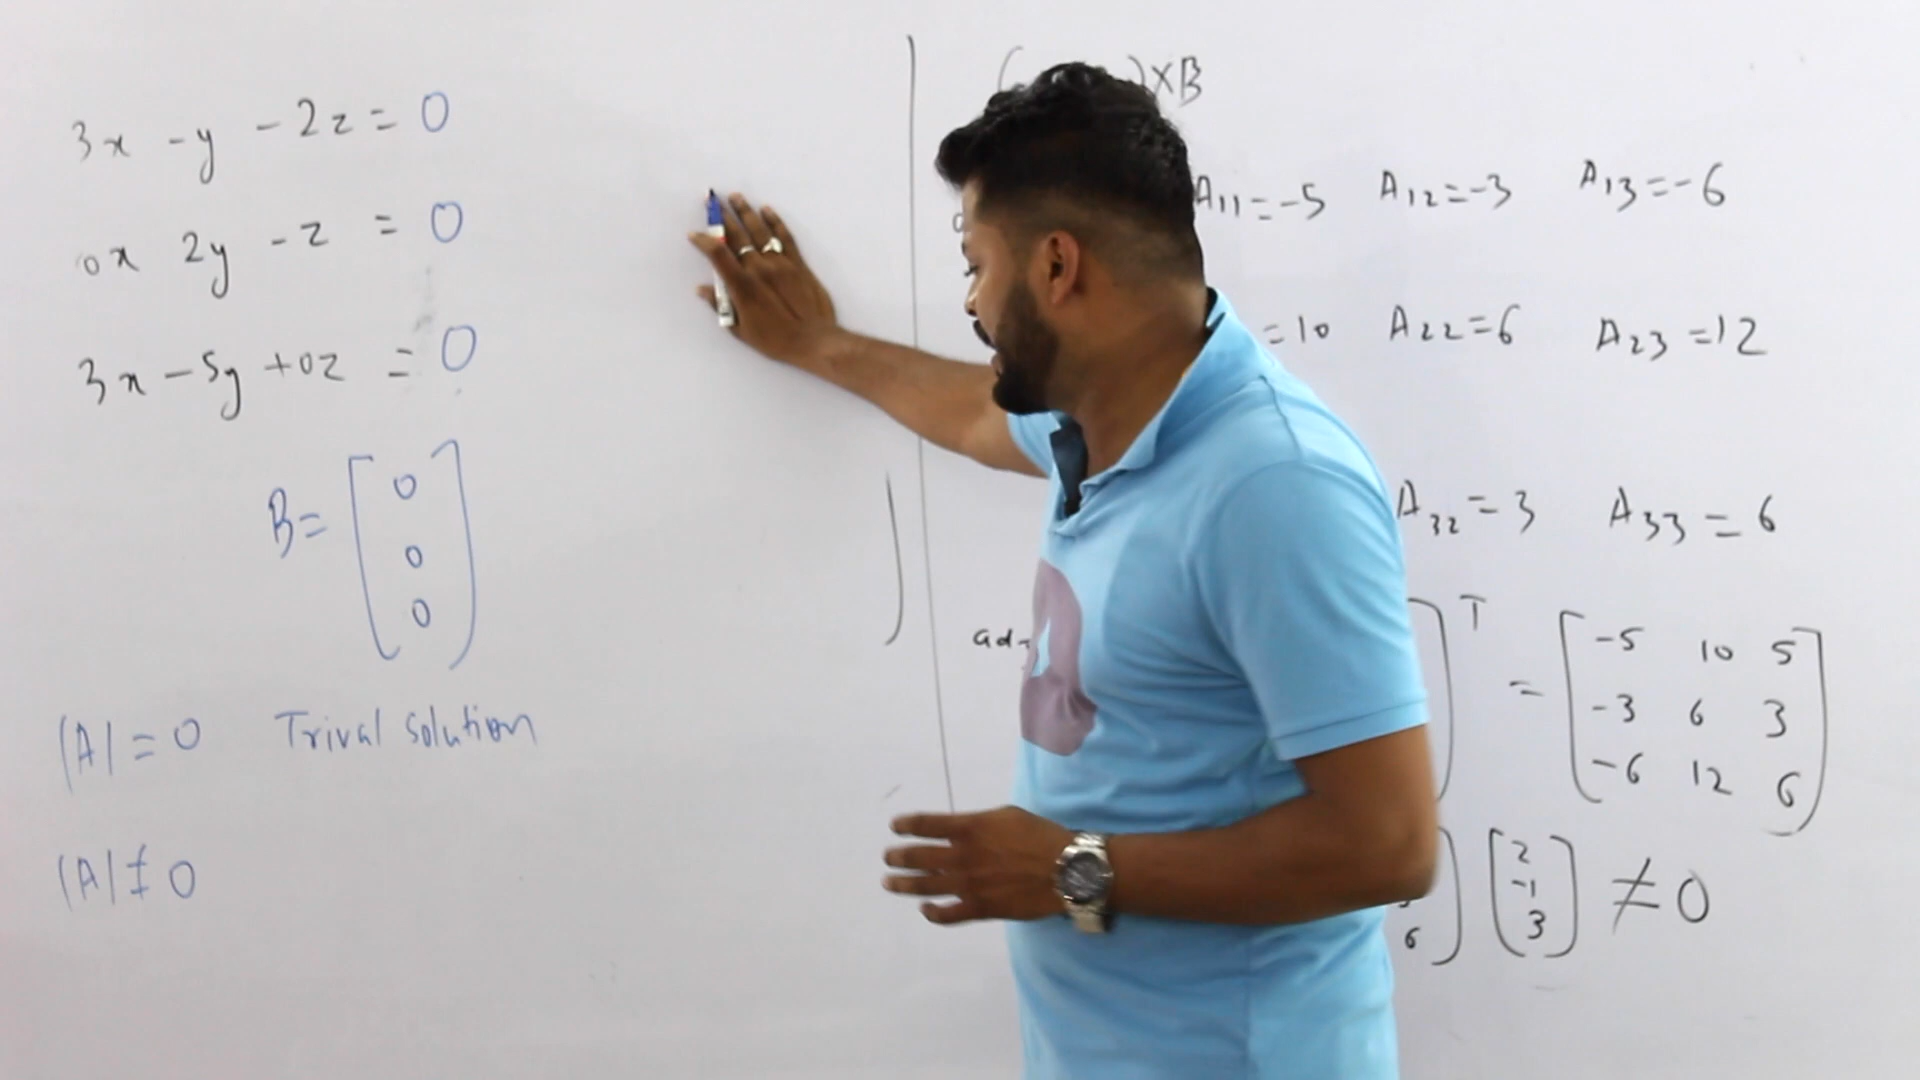 3x -y -2z = 0
0x 2y -z = 0
3x - 5y + 0z = 0
B = [0 0 0]
|A| = 0 Trival solution
|A| ≠ 0
) × B
A11 = -5 A12 = -3 A13 = -6
= 10 A22 = 6 A23 = 12
A32 = 3 A33 = 6
] T = [-5 10 5
-3 6 3
-6 12 6]
6 ] [2 -1 3] ≠ 0